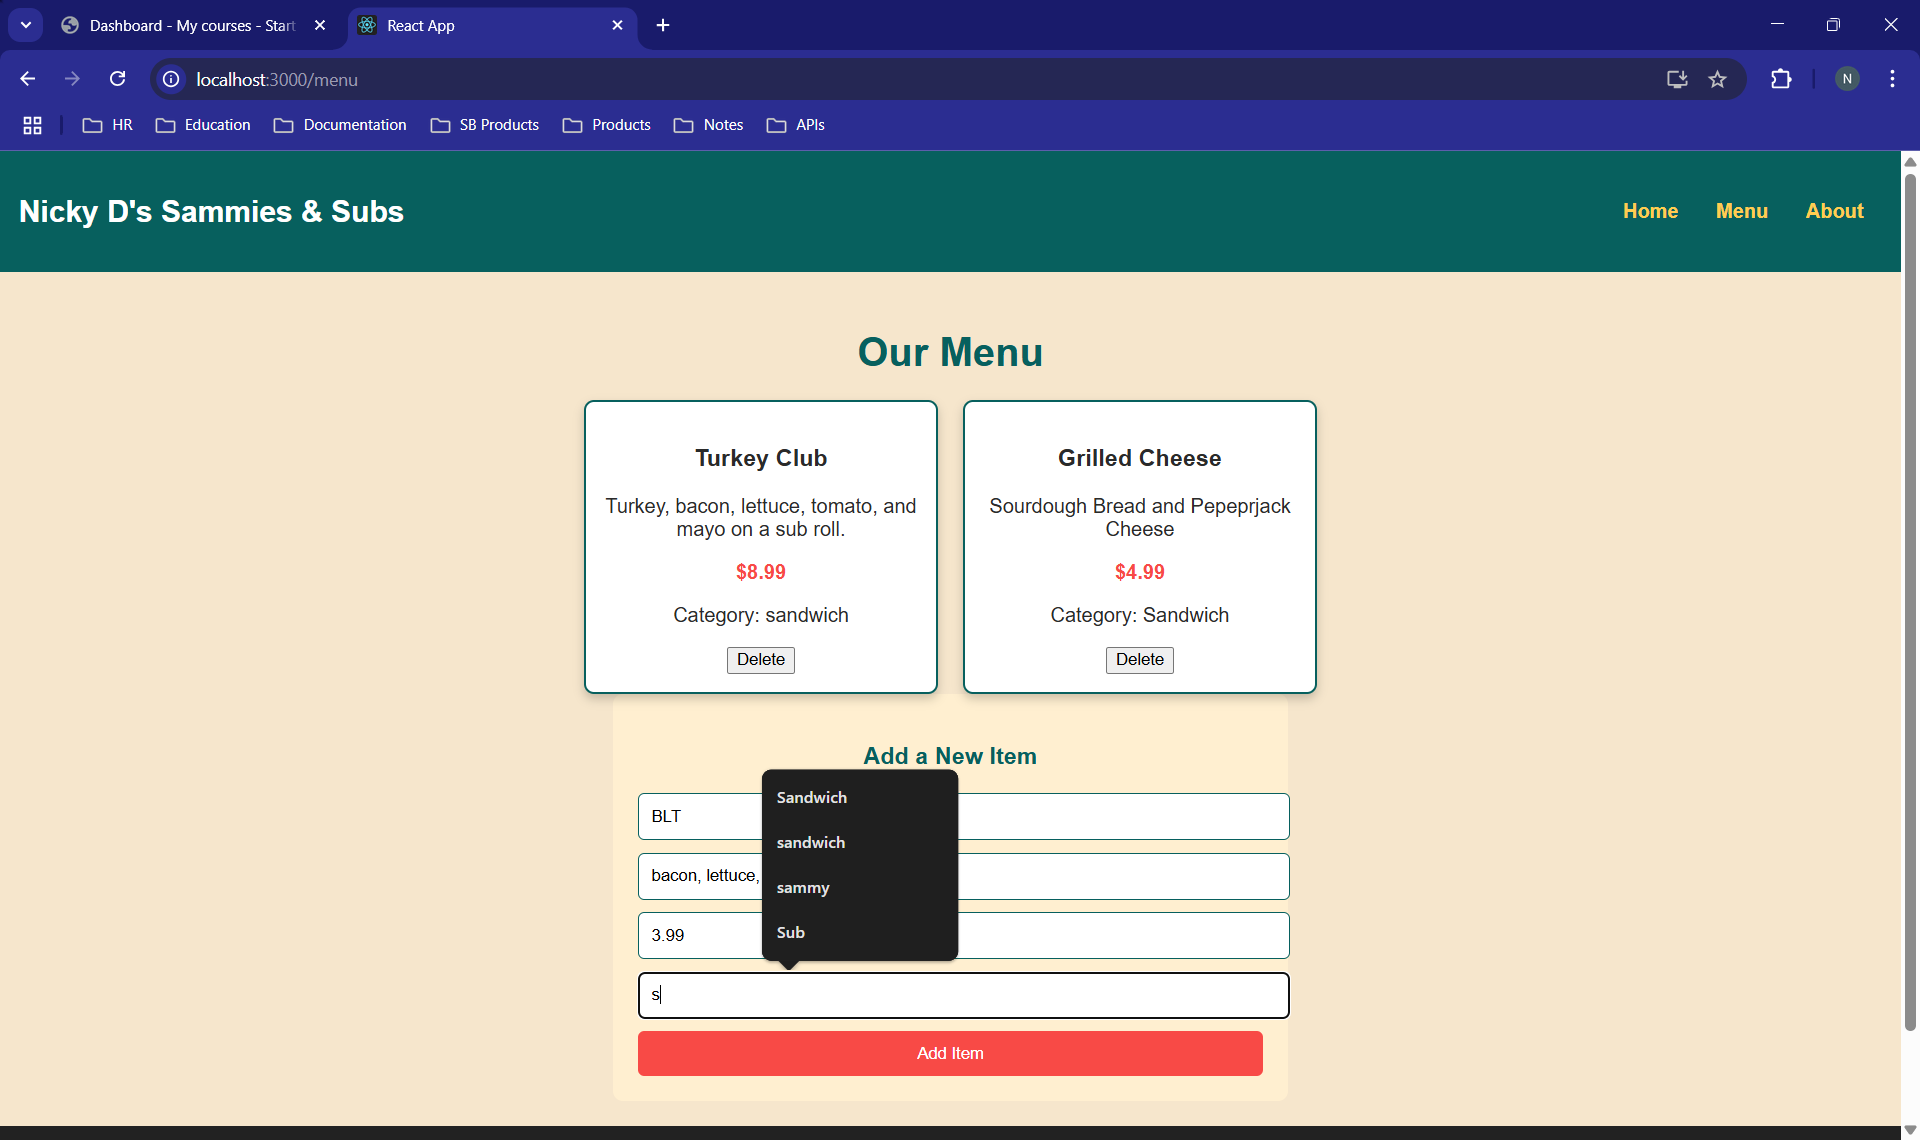 Dashboard - My courses - Start
React App
localhost:3000/menu
N
HR
Education
Documentation
SB Products
Products
Notes
APIs
Nicky D's Sammies & Subs
Home
Menu
About
Our Menu
Turkey Club
Turkey, bacon, lettuce, tomato, and
mayo on a sub roll.
$8.99
Category: sandwich
Delete
Grilled Cheese
Sourdough Bread and Pepeprjack
Cheese
$4.99
Category: Sandwich
Delete
Add a New Item
BLT
bacon, lettuce,
3.99
s
Sandwich
sandwich
sammy
Sub
Add Item